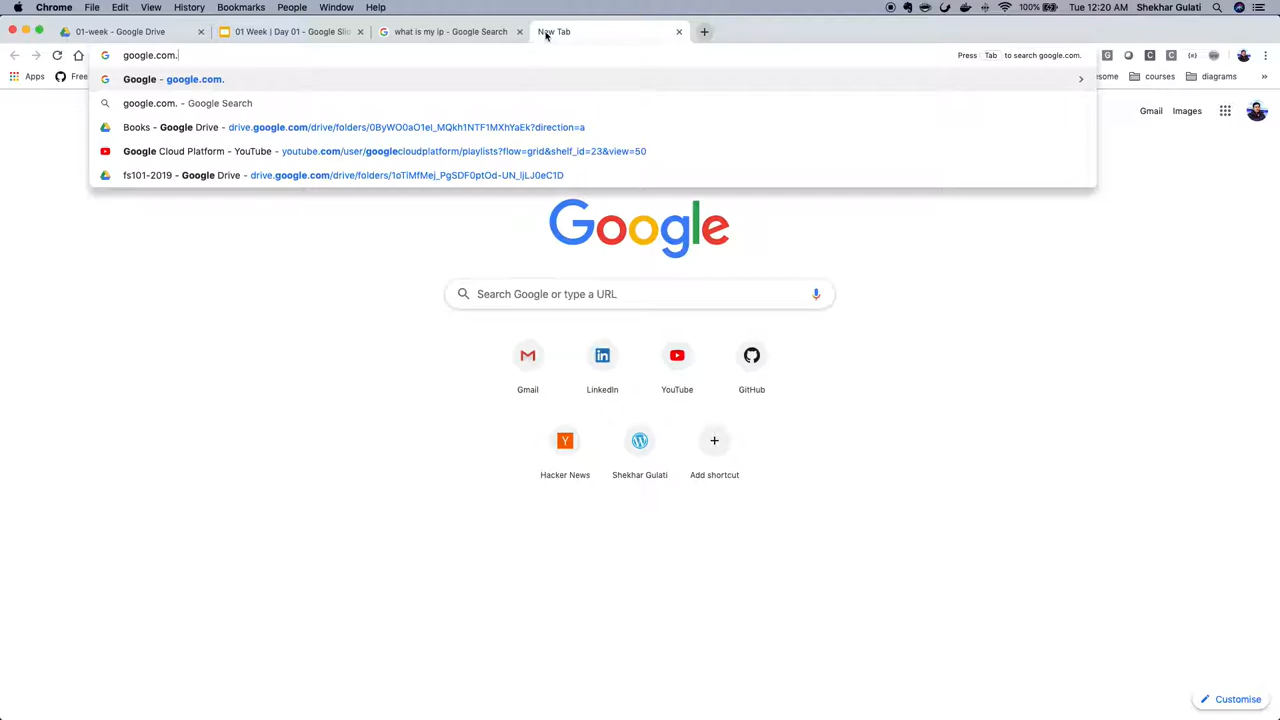 Chrome File Edit View History Bookmarks People Window Help 100% Tue 12:20 AM Shekhar Gulati
01-week - Google Drive 01 Week | Day 01 - Google Slid what is my ip - Google Search New Tab
google.com. Press Tab to search google.com.
Apps Free courses diagrams
Google - google.com.
google.com. - Google Search
Books - Google Drive - drive.google.com/drive/folders/0ByWO0aO1eI_MQkh1NTF1MXhYaEk?direction=a
Google Cloud Platform - YouTube - youtube.com/user/googlecloudplatform/playlists?flow=grid&shelf_id=23&view=50
fs101-2019 - Google Drive - drive.google.com/drive/folders/1oTiMfMej_PgSDF0ptOd-UN_ljLJ0eC1D
Gmail Images
Google
Search Google or type a URL
Gmail LinkedIn YouTube GitHub
Hacker News Shekhar Gulati Add shortcut
Customise